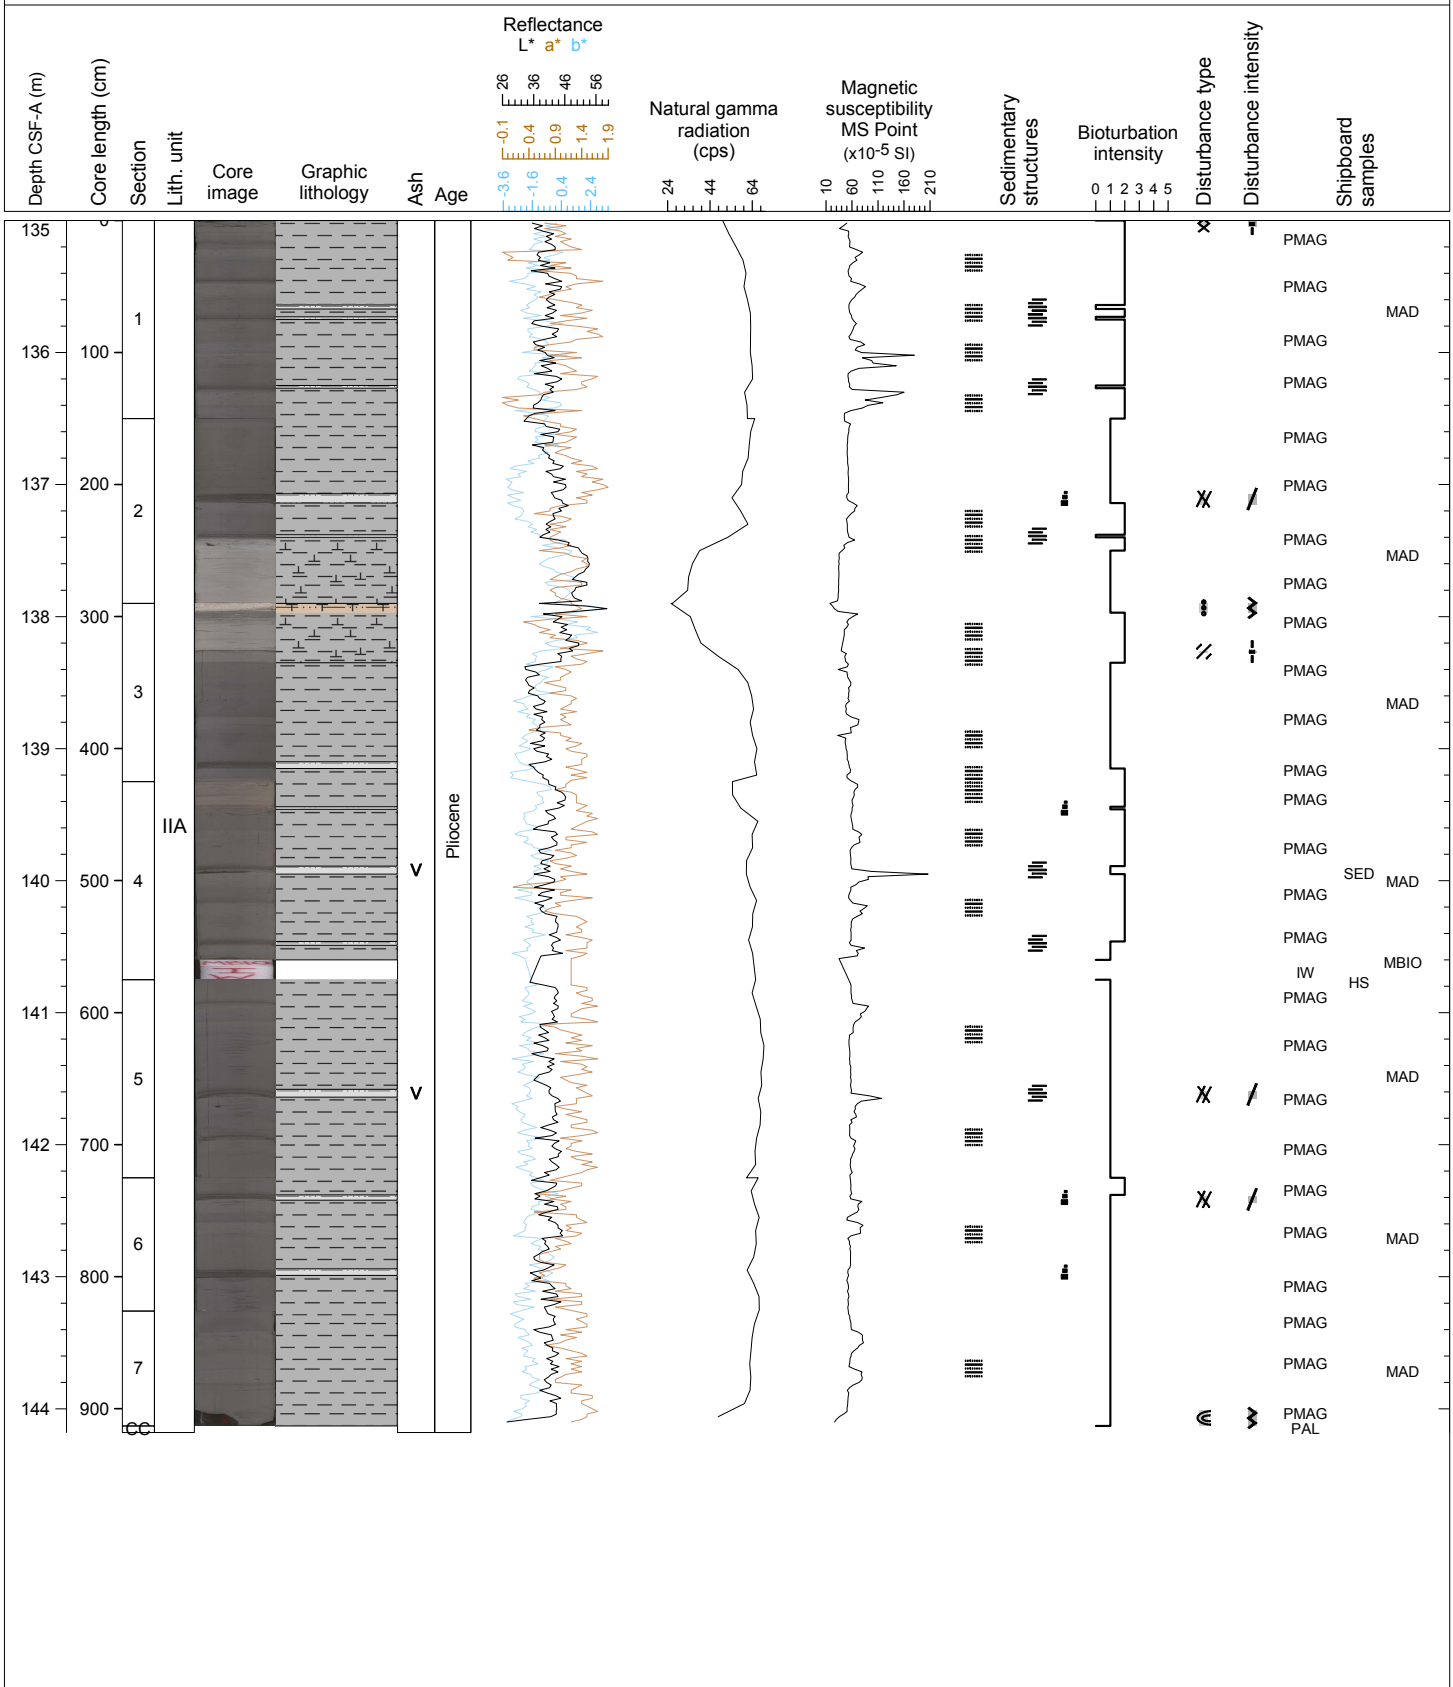 Reflectance
L* a* b*
26 36 46 56
-0.1 0.4 0.9 1.4 1.9
-3.6 -1.6 0.4 2.4
Depth CSF-A (m)
Core length (cm)
Section
Lith. unit
Core
image
Graphic
lithology
Ash
Age
Natural gamma
radiation
(cps)
24 44 64
Magnetic
susceptibility
MS Point
(x10-5 SI)
10 60 110 160 210
Sedimentary
structures
Bioturbation
intensity
0 1 2 3 4 5
Disturbance type
Disturbance intensity
Shipboard
samples
135 0
PMAG
PMAG
1 MAD
PMAG
136 100
PMAG
PMAG
137 200 PMAG
2
PMAG
MAD
PMAG
138 300 PMAG
PMAG
3 MAD
PMAG
139 400
PMAG
PMAG
IIA
Pliocene
PMAG
V SED
140 500 4 MAD
PMAG
PMAG
MBIO
IW
HS
PMAG
141 600
PMAG
5 MAD
V PMAG
142 700 PMAG
PMAG
PMAG MAD
6
143 800 PMAG
PMAG
7 PMAG MAD
144 900 PMAG
CC PAL